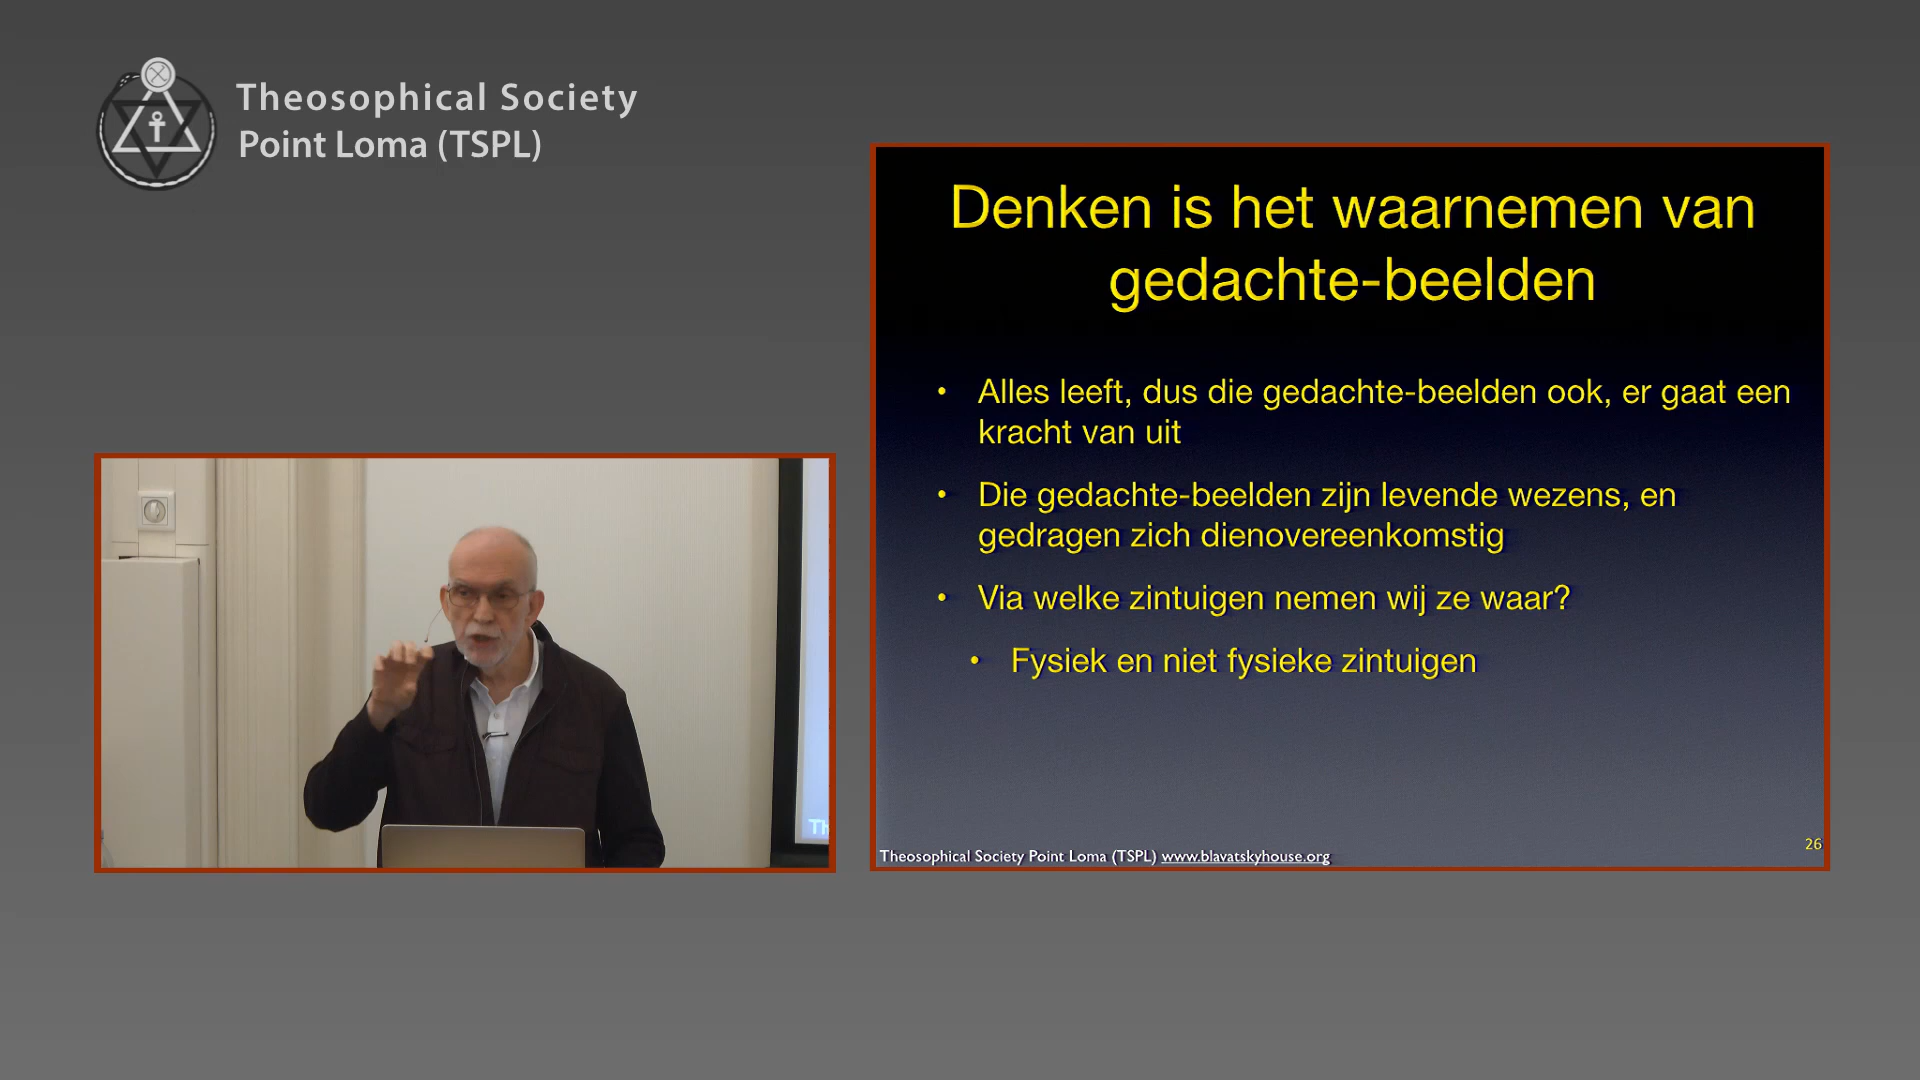 Theosophical Society
Point Loma (TSPL)
Denken is het waarnemen van
gedachte-beelden
• Alles leeft, dus die gedachte-beelden ook, er gaat een
kracht van uit
• Die gedachte-beelden zijn levende wezens, en
gedragen zich dienovereenkomstig
• Via welke zintuigen nemen wij ze waar?
• Fysiek en niet fysieke zintuigen
Theosophical Society Point Loma (TSPL) www.blavatskyhouse.org
26